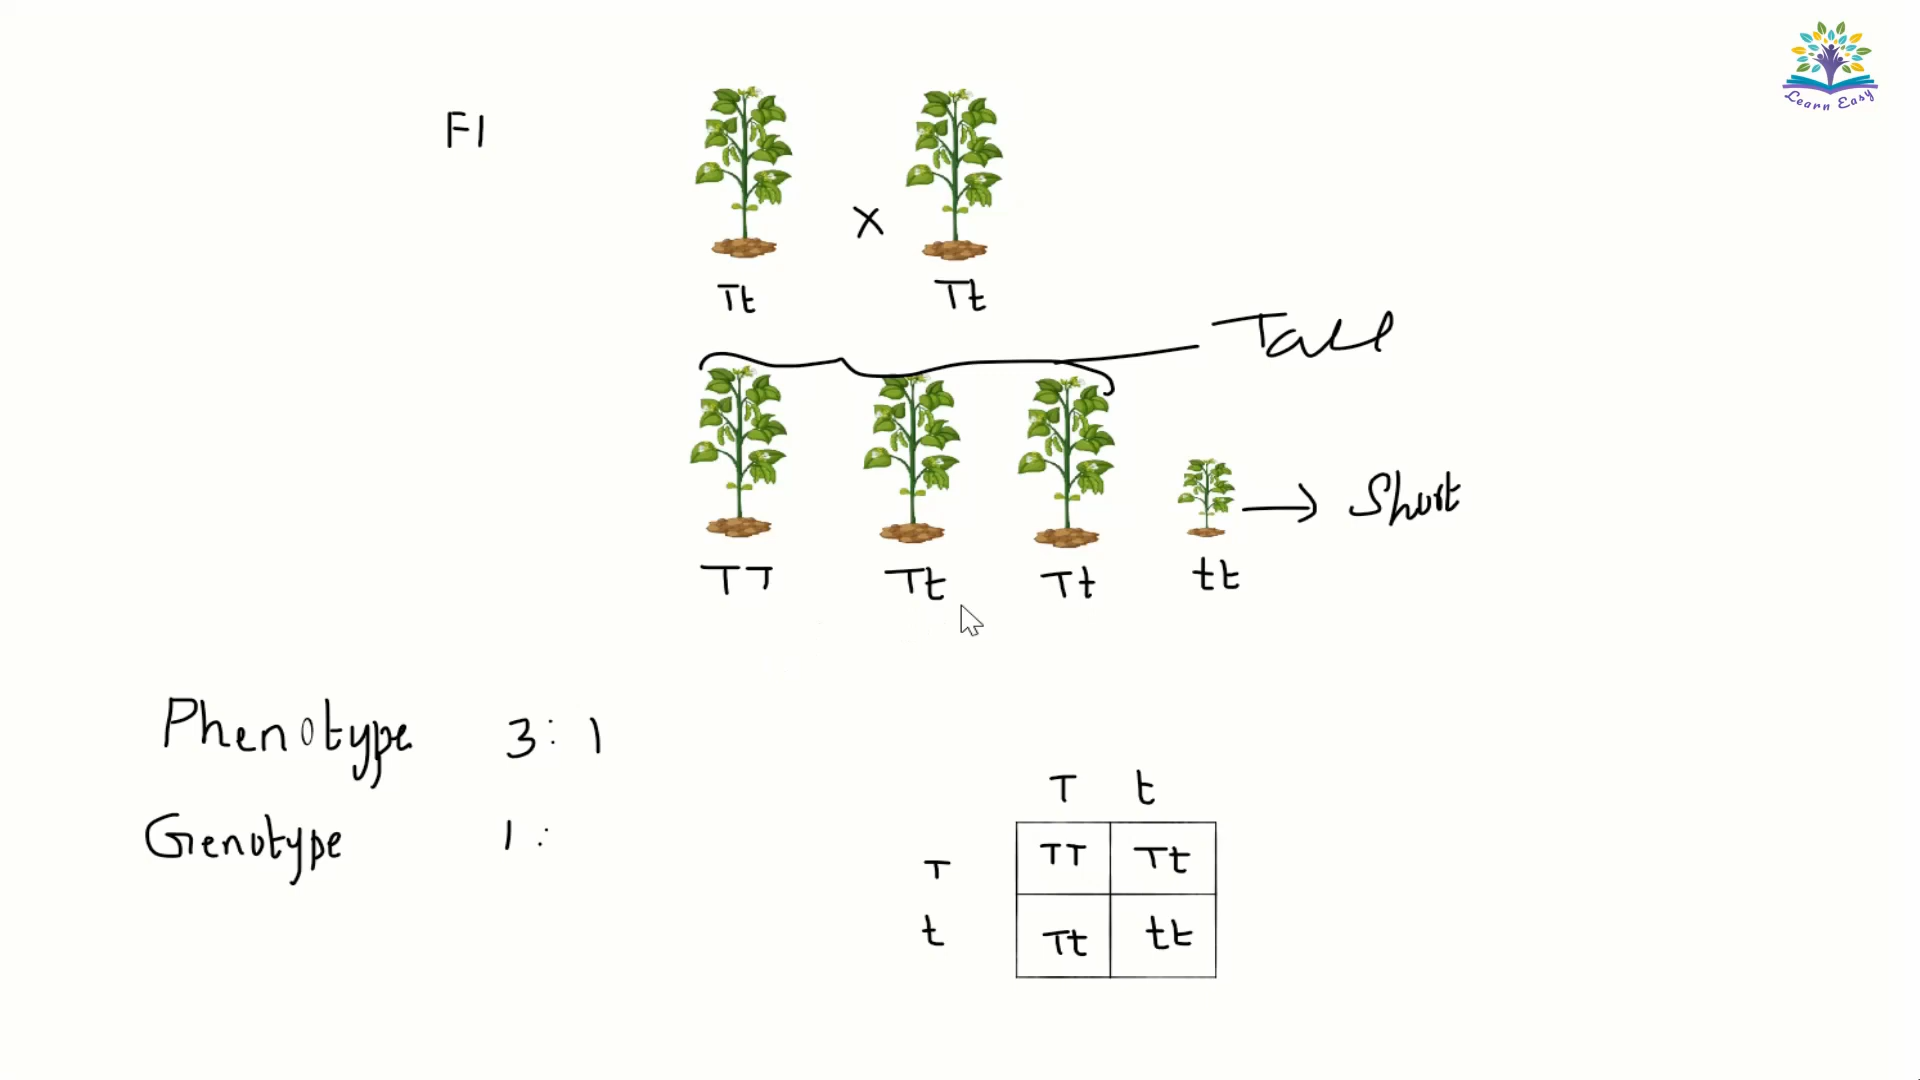 Learn Easy
F1
X
Tt Tt
Tall
Short
TT Tt Tt tt
Phenotype 3:1
Genotype 1:
T t
T TT Tt
t Tt tt